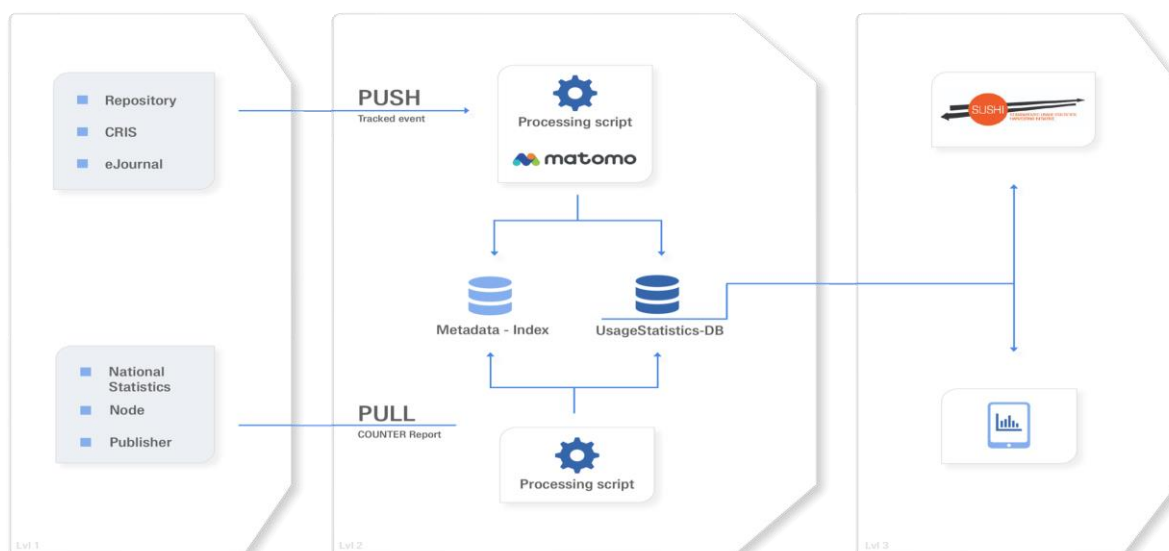 Repository
CRIS
eJournal
PUSH
Tracked event
Processing script
matomo
SUSHI
Metadata - Index
UsageStatistics-DB
National
Statistics
Node
Publisher
PULL
COUNTER Report
Processing script
Lvl 1
Lvl 2
Lvl 3